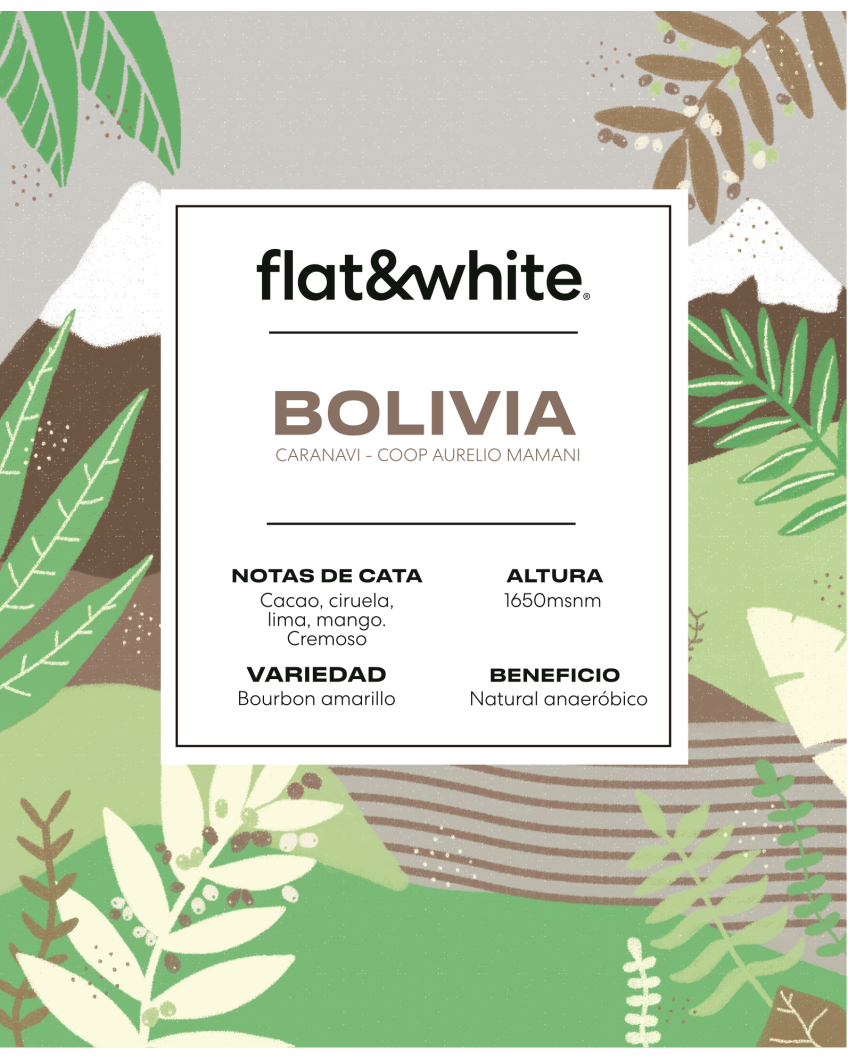 flat&white®
BOLIVIA
CARANAVI - COOP AURELIO MAMANI
NOTAS DE CATA
Cacao, ciruela,
lima, mango.
Cremoso
ALTURA
1650msnm
VARIEDAD
Bourbon amarillo
BENEFICIO
Natural anaeróbico